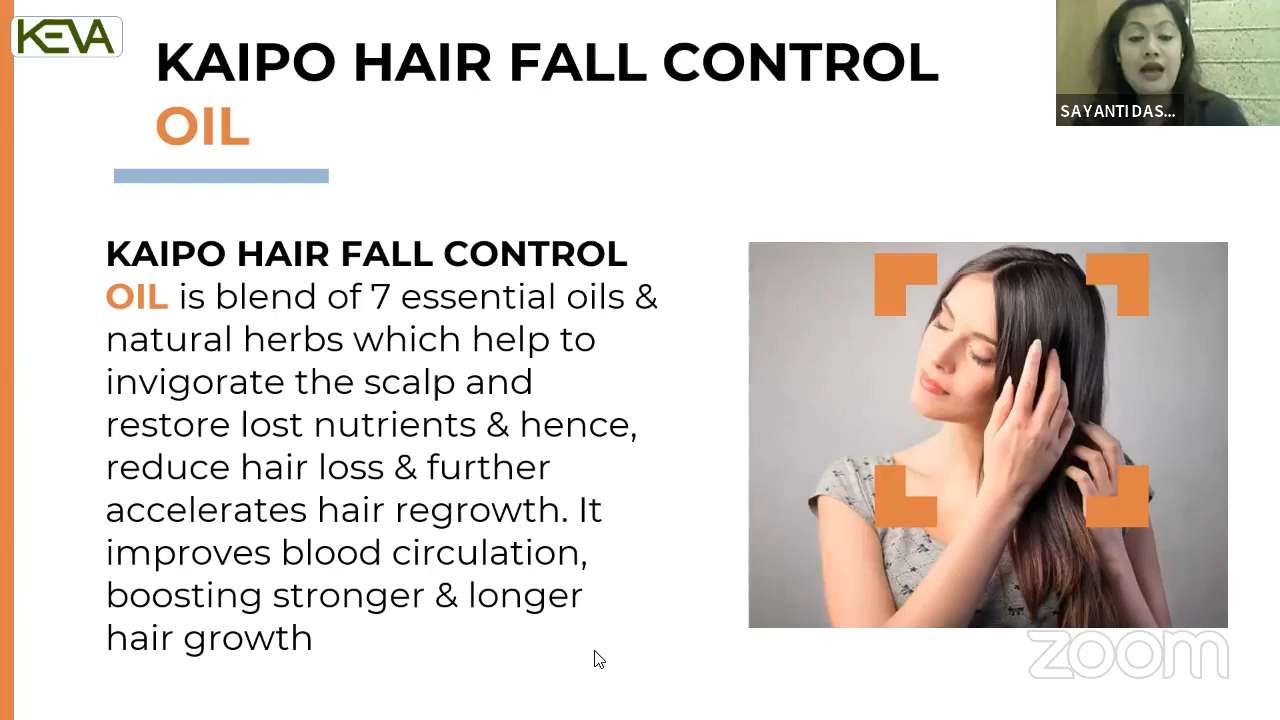 KEVA
KAIPO HAIR FALL CONTROL
OIL
SAYANTI DAS...
KAIPO HAIR FALL CONTROL
OIL is blend of 7 essential oils &
natural herbs which help to
invigorate the scalp and
restore lost nutrients & hence,
reduce hair loss & further
accelerates hair regrowth. It
improves blood circulation,
boosting stronger & longer
hair growth
zoom